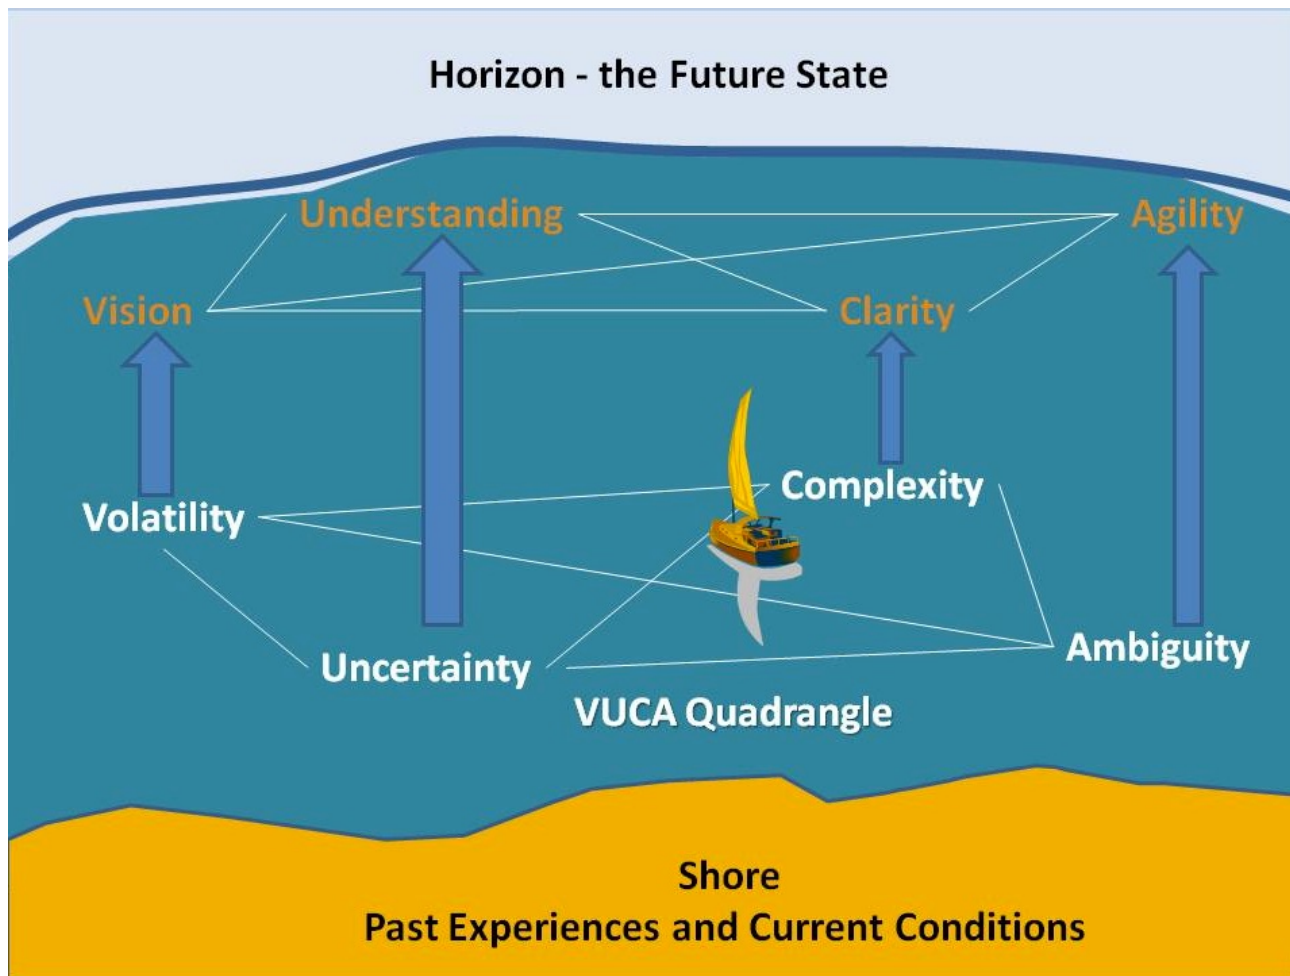 Horizon - the Future State
Understanding
Agility
Vision
Clarity
Complexity
Volatility
Uncertainty
Ambiguity
VUCA Quadrangle
Shore
Past Experiences and Current Conditions